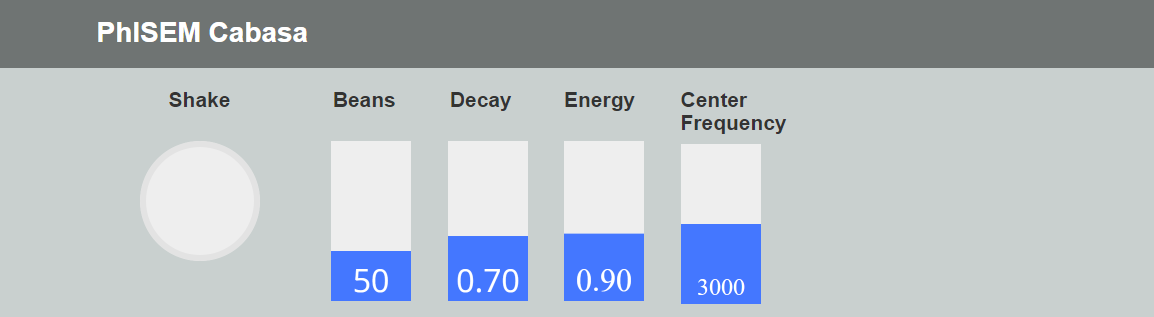 PhISEM Cabasa
Shake
Beans
Decay
Energy
Center
Frequency
50
0.70
0.90
3000